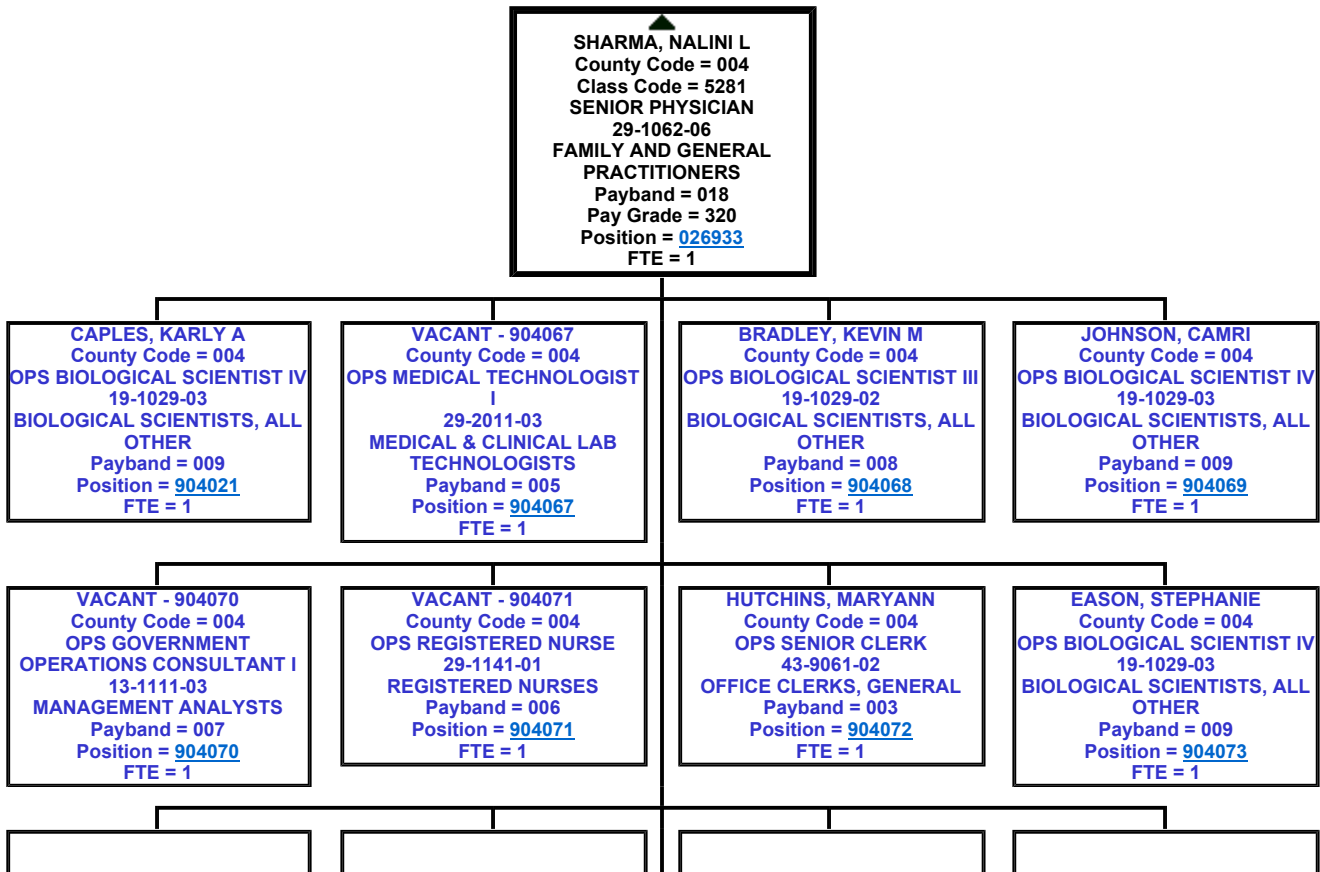 SHARMA, NALINI L
County Code = 004
Class Code = 5281
SENIOR PHYSICIAN
29-1062-06
FAMILY AND GENERAL
PRACTITIONERS
Payband = 018
Pay Grade = 320
Position = 026933
FTE = 1
CAPLES, KARLY A
County Code = 004
OPS BIOLOGICAL SCIENTIST IV
19-1029-03
BIOLOGICAL SCIENTISTS, ALL
OTHER
Payband = 009
Position = 904021
FTE = 1
VACANT - 904067
County Code = 004
OPS MEDICAL TECHNOLOGIST
I
29-2011-03
MEDICAL & CLINICAL LAB
TECHNOLOGISTS
Payband = 005
Position = 904067
FTE = 1
BRADLEY, KEVIN M
County Code = 004
OPS BIOLOGICAL SCIENTIST III
19-1029-02
BIOLOGICAL SCIENTISTS, ALL
OTHER
Payband = 008
Position = 904068
FTE = 1
JOHNSON, CAMRI
County Code = 004
OPS BIOLOGICAL SCIENTIST IV
19-1029-03
BIOLOGICAL SCIENTISTS, ALL
OTHER
Payband = 009
Position = 904069
FTE = 1
VACANT - 904070
County Code = 004
OPS GOVERNMENT
OPERATIONS CONSULTANT I
13-1111-03
MANAGEMENT ANALYSTS
Payband = 007
Position = 904070
FTE = 1
VACANT - 904071
County Code = 004
OPS REGISTERED NURSE
29-1141-01
REGISTERED NURSES
Payband = 006
Position = 904071
FTE = 1
HUTCHINS, MARYANN
County Code = 004
OPS SENIOR CLERK
43-9061-02
OFFICE CLERKS, GENERAL
Payband = 003
Position = 904072
FTE = 1
EASON, STEPHANIE
County Code = 004
OPS BIOLOGICAL SCIENTIST IV
19-1029-03
BIOLOGICAL SCIENTISTS, ALL
OTHER
Payband = 009
Position = 904073
FTE = 1